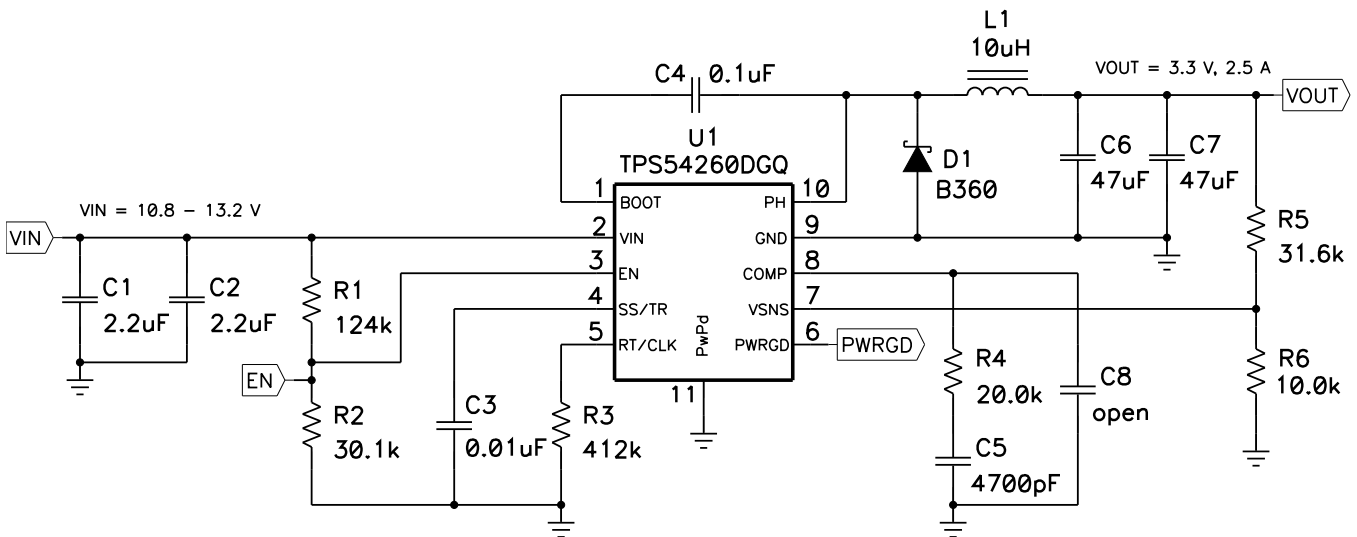 L1
10uH
VOUT = 3.3 V, 2.5 A
VOUT
C4 0.1uF
U1
TPS54260DGQ
C6
47uF
C7
47uF
D1
B360
VIN = 10.8 – 13.2 V
VIN
C1
2.2uF
C2
2.2uF
R1
124k
EN
R2
30.1k
C3
0.01uF
R3
412k
1 BOOT
2 VIN
3 EN
4 SS/TR
5 RT/CLK
PwPd
11
PH 10
GND 9
COMP 8
VSNS 7
PWRGD 6
PWRGD
R4
20.0k
C5
4700pF
C8
open
R5
31.6k
R6
10.0k